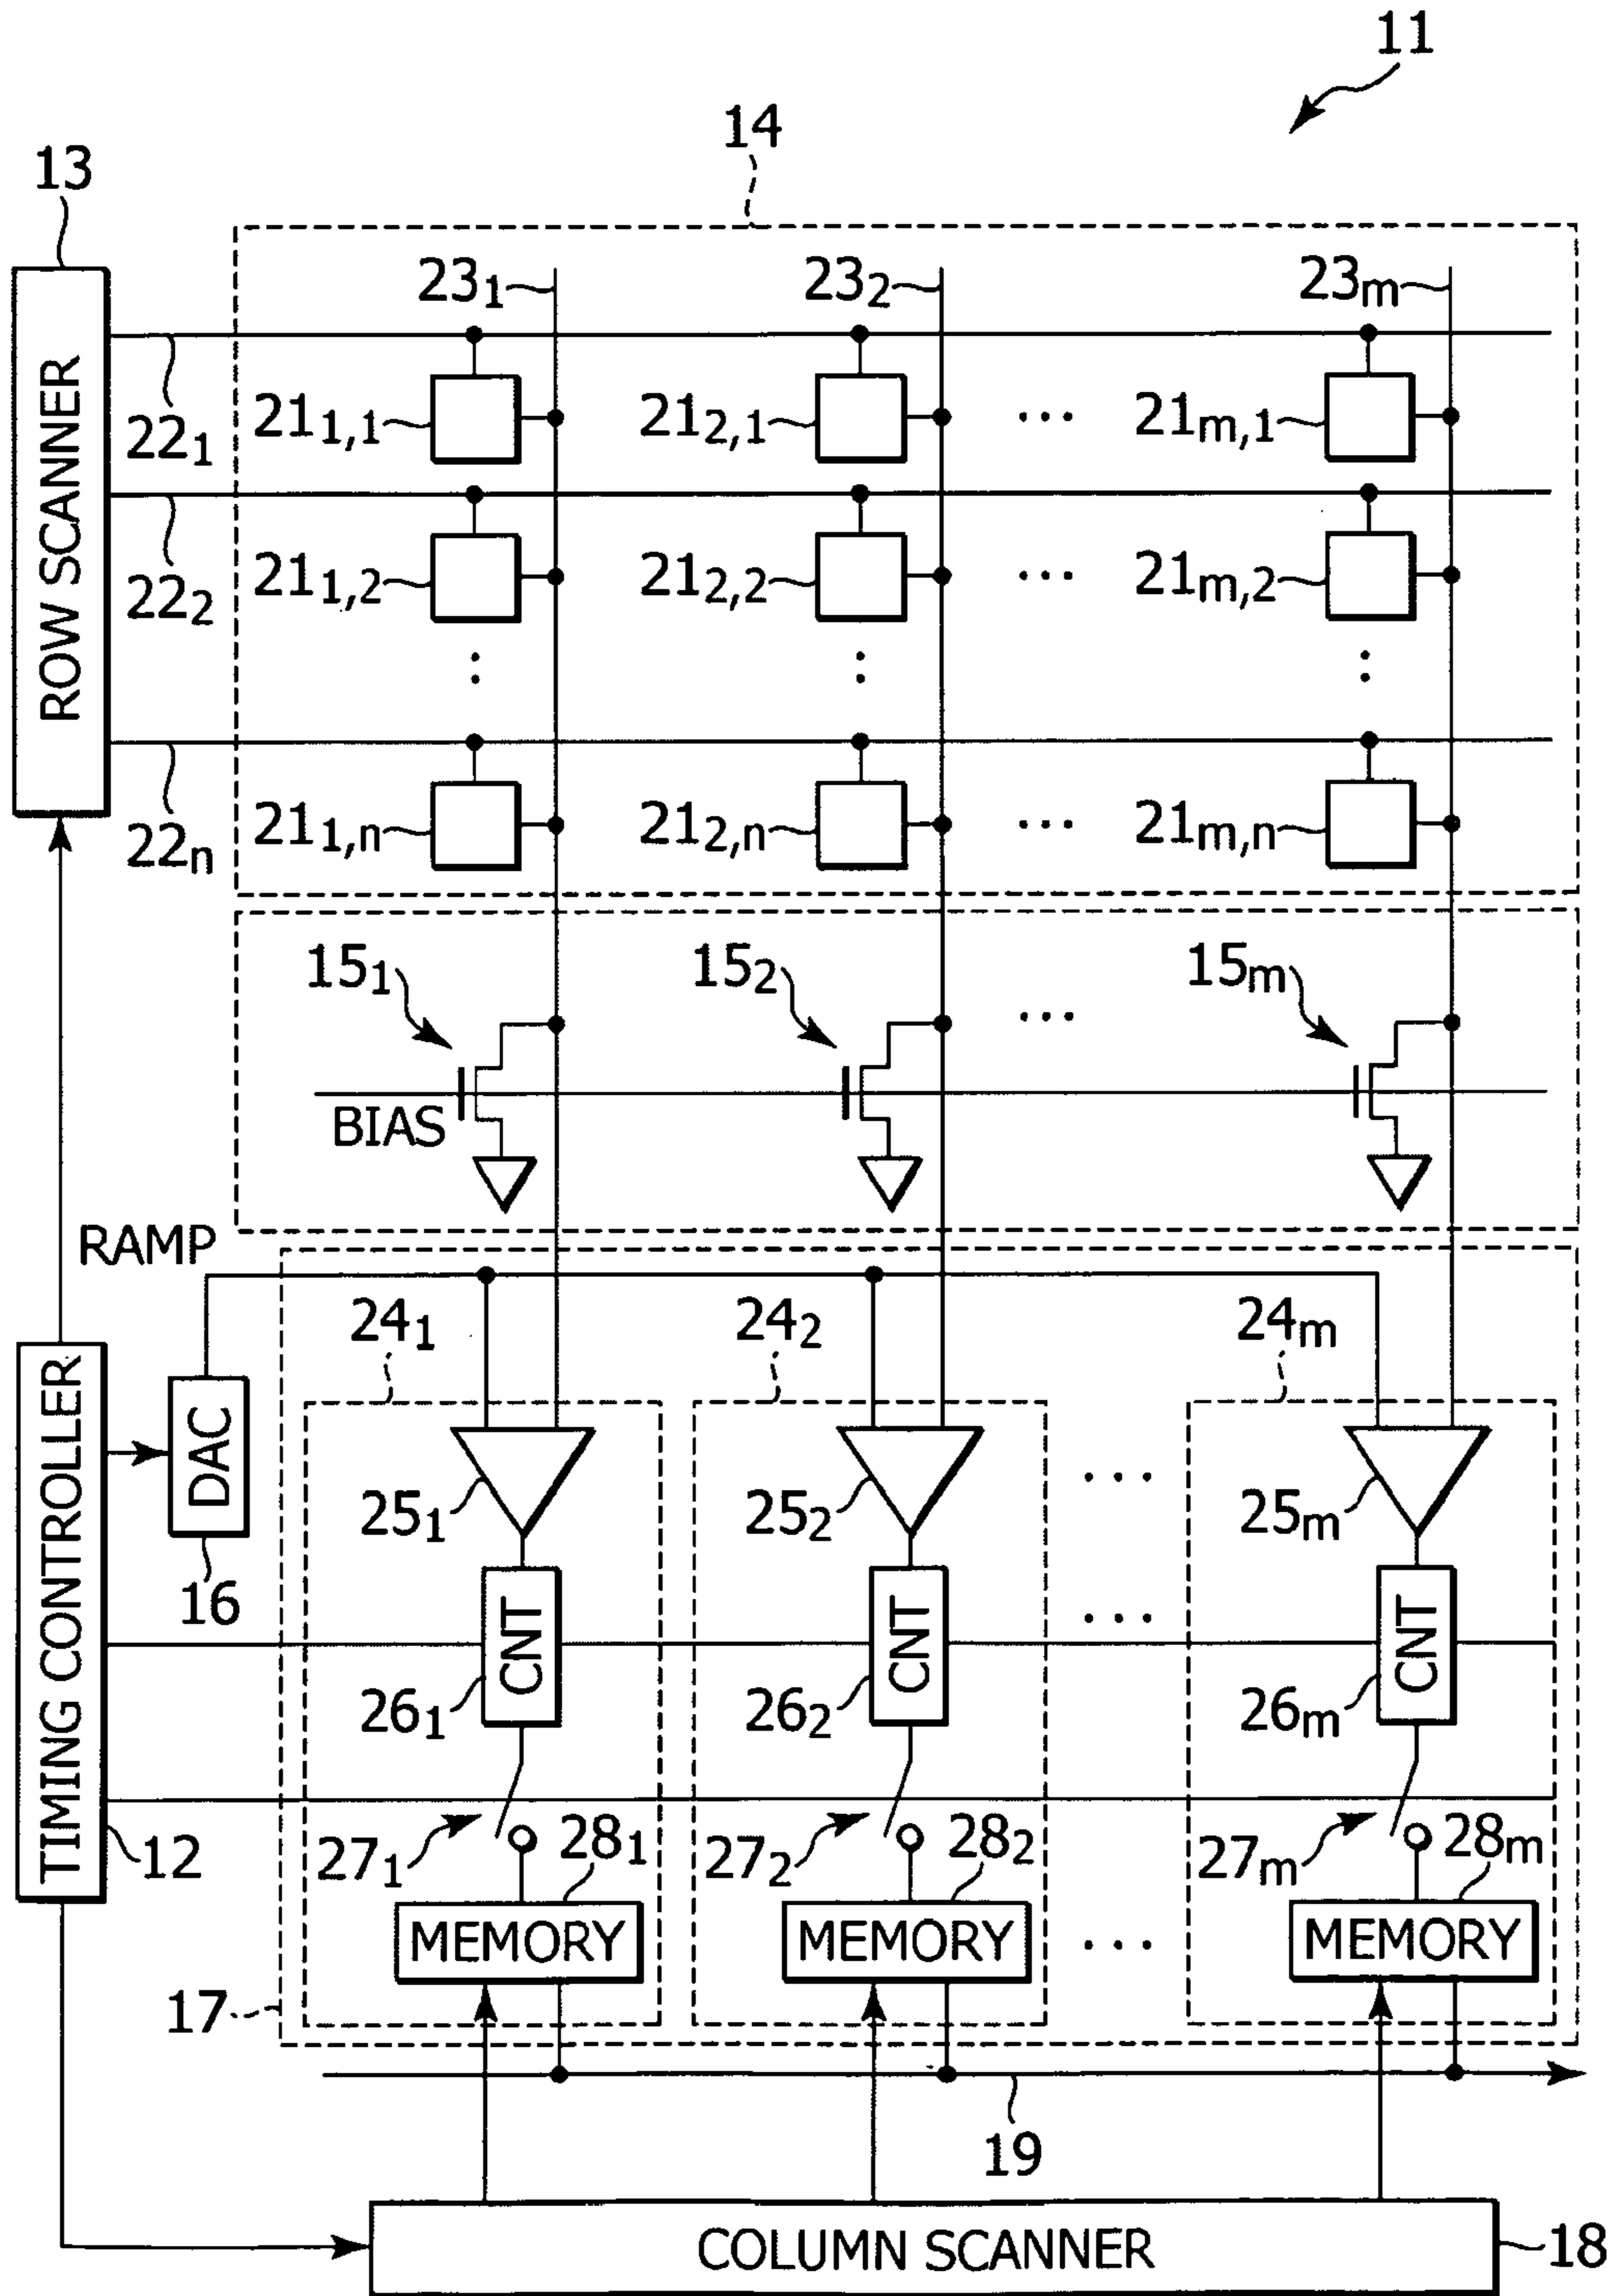 11
14
13
ROW SCANNER
23₁ 23₂ 23ₘ
22₁ 21₁,₁ 21₂,₁ ... 21ₘ,₁
22₂ 21₁,₂ 21₂,₂ ... 21ₘ,₂
22ₙ 21₁,ₙ 21₂,ₙ ... 21ₘ,ₙ
15₁ 15₂ ... 15ₘ
BIAS
RAMP
24₁ 24₂ 24ₘ
TIMING CONTROLLER
DAC
25₁ 25₂ ... 25ₘ
16
CNT CNT ... CNT
26₁ 26₂ 26ₘ
12
27₁ 28₁ 27₂ 28₂ 27ₘ 28ₘ
MEMORY MEMORY ... MEMORY
17
19
COLUMN SCANNER
18